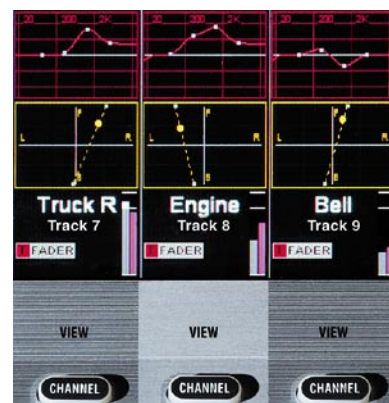 20 200 2K
20 200 2K
20 200 2K
F
L R
B
F
L R
B
F
L R
B
Truck R Engine Bell
Track 7 Track 8 Track 9
T FADER T FADER T FADER
VIEW VIEW VIEW
CHANNEL CHANNEL CHANNEL